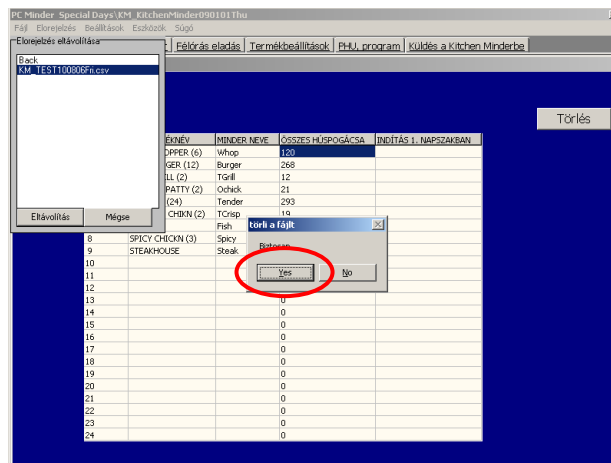 PC Minder Special Days\KM_KitchenMinder090101Thu
Fájl Elorejelzés Beállítások Eszközök Súgó
Elorejelzés eltávolítása
Félórás eladás Termékbeállítások PHU, program Küldés a Kitchen Minderbe
Back
KM_TEST100806Fri.csv
Törlés
ÉKNÉV MINDER NEVE ÖSSZES HÚSPOGÁCSA INDÍTÁS 1. NAPSZAKBAN
OPPER (6) Whop 120
GER (12) Burger 268
LL (2) TGrill 12
PATTY (2) Ochick 21
(24) Tender 293
CHIKN (2) TCrisp 19
Eltávolítás Mégse
Fish
törli a fájlt
8 SPICY CHICKN (3) Spicy
Biztosan
9 STEAKHOUSE Steak
10
11
Yes No
12
13 0
14 0
15 0
16 0
17 0
18 0
19 0
20 0
21 0
22 0
23 0
24 0